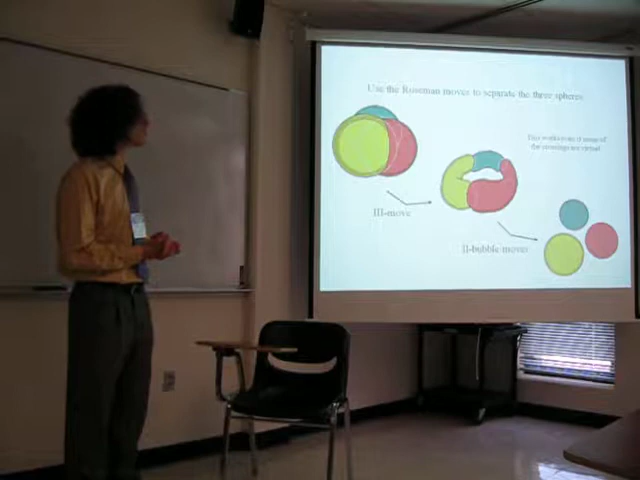 Use the Roseman moves to separate the three spheres
This works even if some of
the crossings are virtual
III-move
II-bubble moves